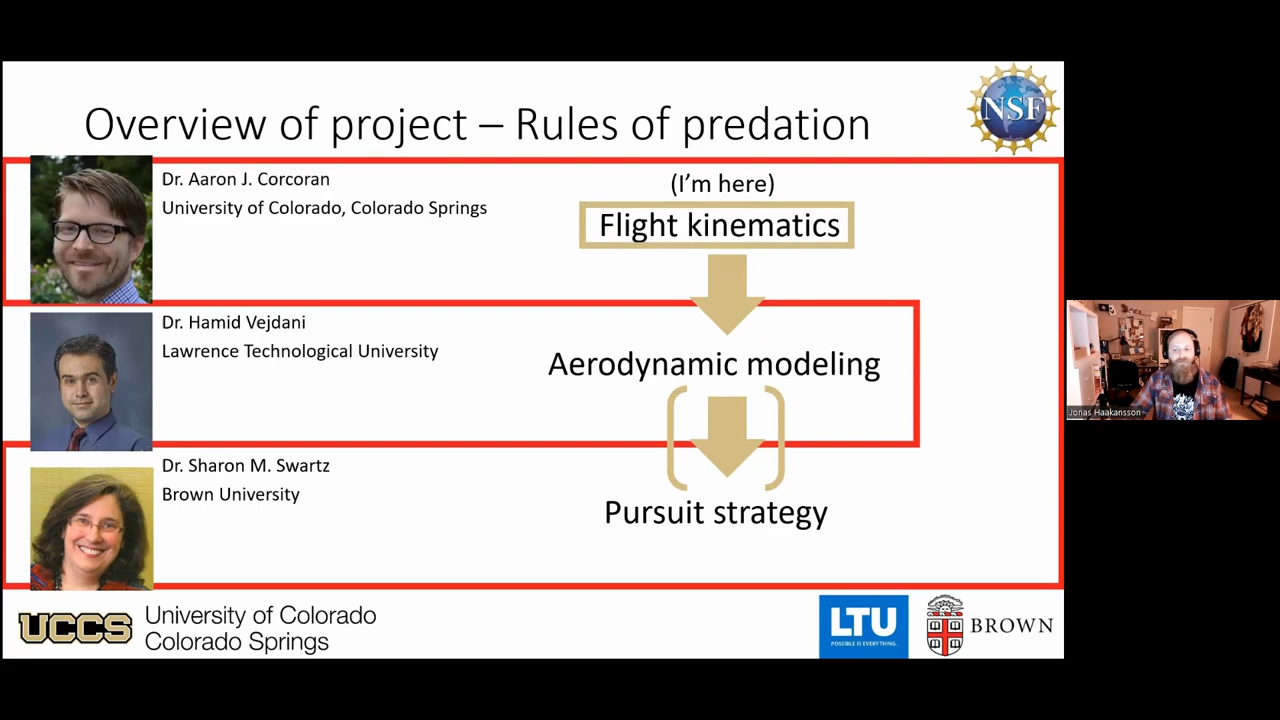 Overview of project – Rules of predation
NSF
Dr. Aaron J. Corcoran
University of Colorado, Colorado Springs
(I'm here)
Flight kinematics
Dr. Hamid Vejdani
Lawrence Technological University
Aerodynamic modeling
Dr. Sharon M. Swartz
Brown University
Pursuit strategy
UCCS
University of Colorado
Colorado Springs
LTU
POSSIBLE IS EVERYTHING.
BROWN
Jonas Haakansson